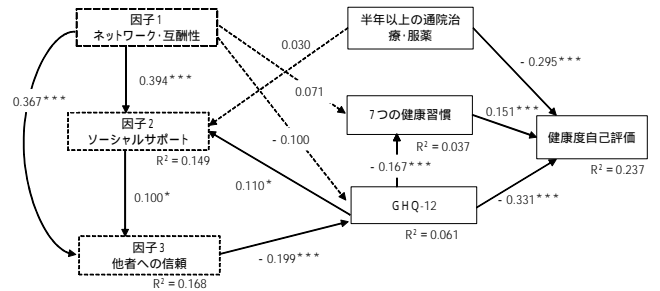 因子1
ネットワーク・互酬性
半年以上の通院治
療・服薬
0.030
- 0.295***
0.394***
0.071
0.367***
7つの健康習慣
0.151***
因子2
ソーシャルサポート
健康度自己評価
- 0.100
R² = 0.037
R² = 0.149
- 0.167***
R² = 0.237
0.110*
0.100*
GHQ-12
- 0.331***
R² = 0.061
因子3
他者への信頼
- 0.199***
R² = 0.168